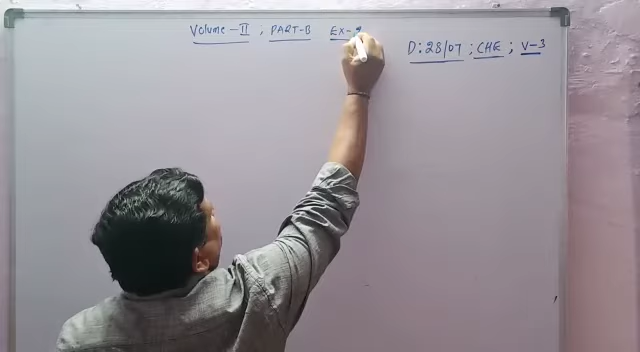 Volume-II ; PART-B EX-
D:28/07 ; CHE ; V-3